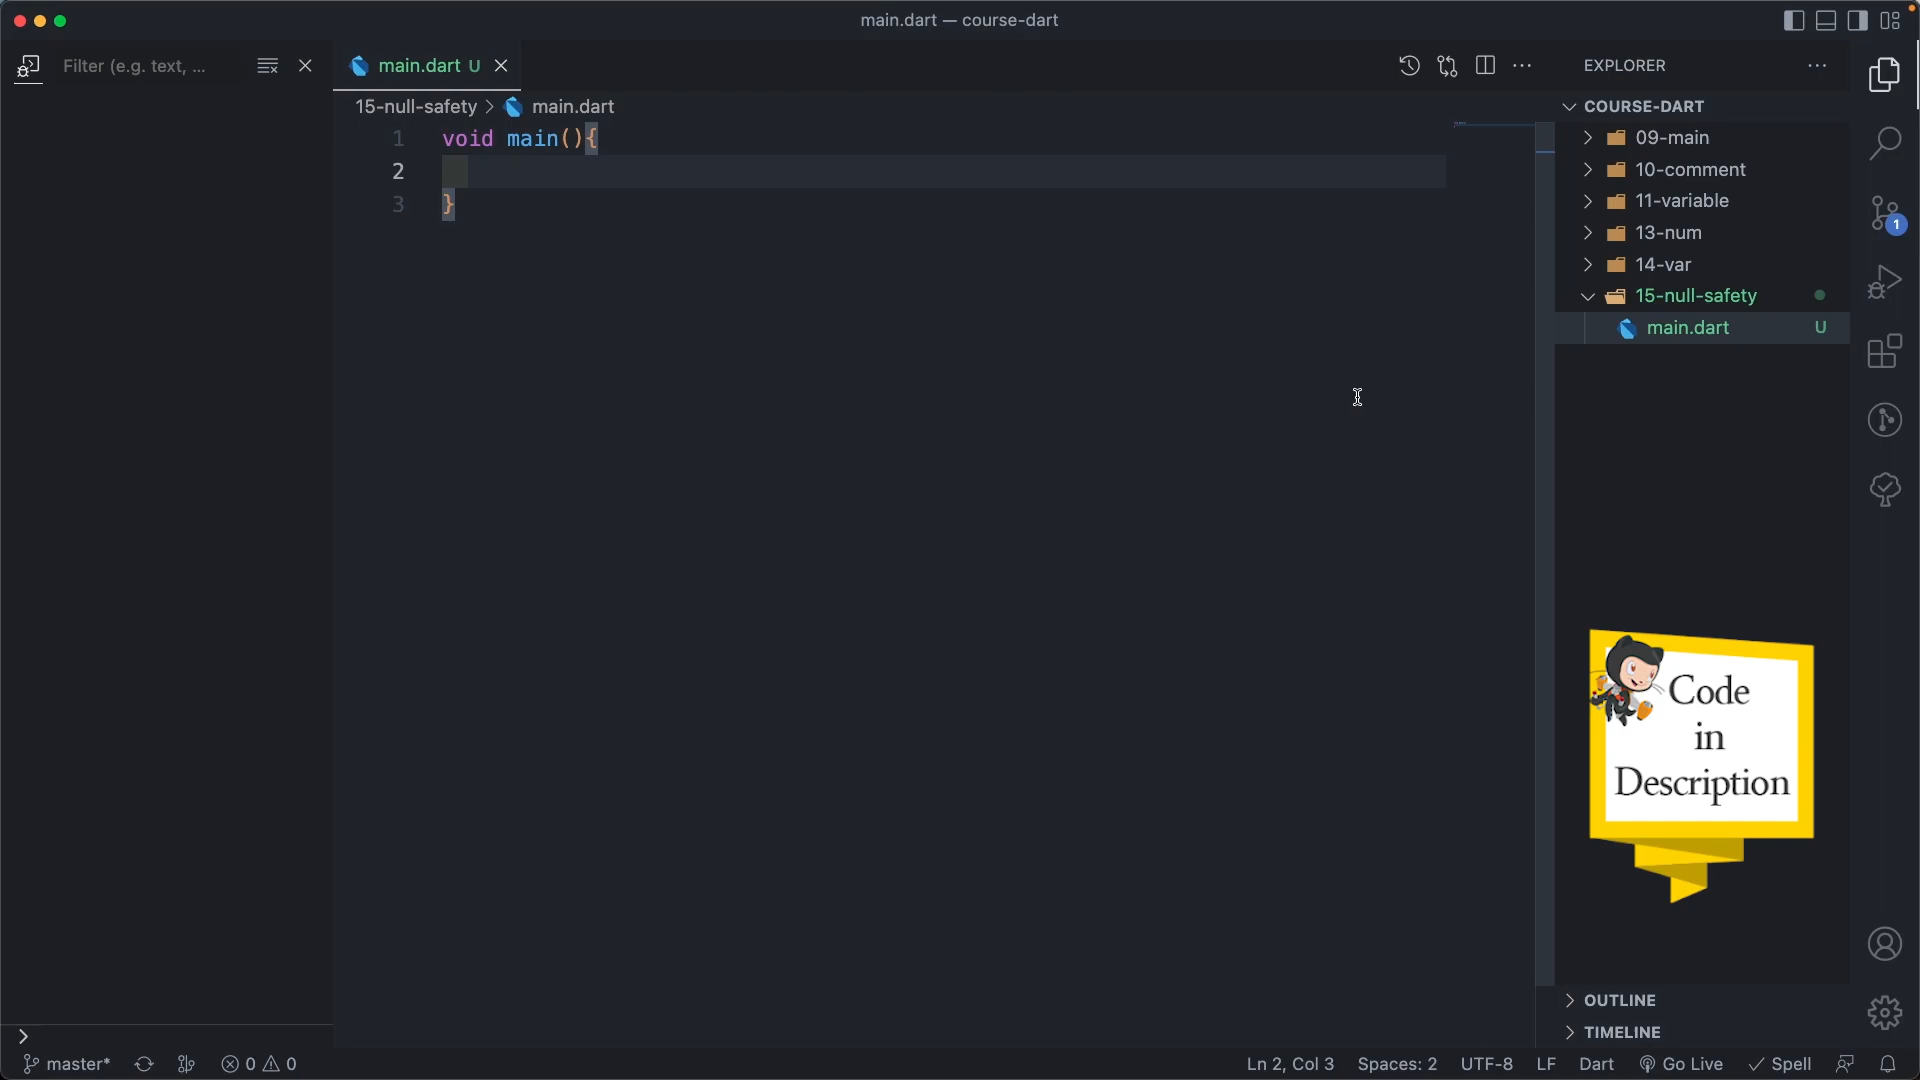 main.dart — course-dart
Filter (e.g. text, ...
main.dart U
15-null-safety > main.dart
1 void main(){
2
3 }
EXPLORER
COURSE-DART
09-main
10-comment
11-variable
13-num
14-var
15-null-safety
main.dart U
1
Code
in
Description
OUTLINE
TIMELINE
master* 0 0 Ln 2, Col 3 Spaces: 2 UTF-8 LF Dart Go Live Spell